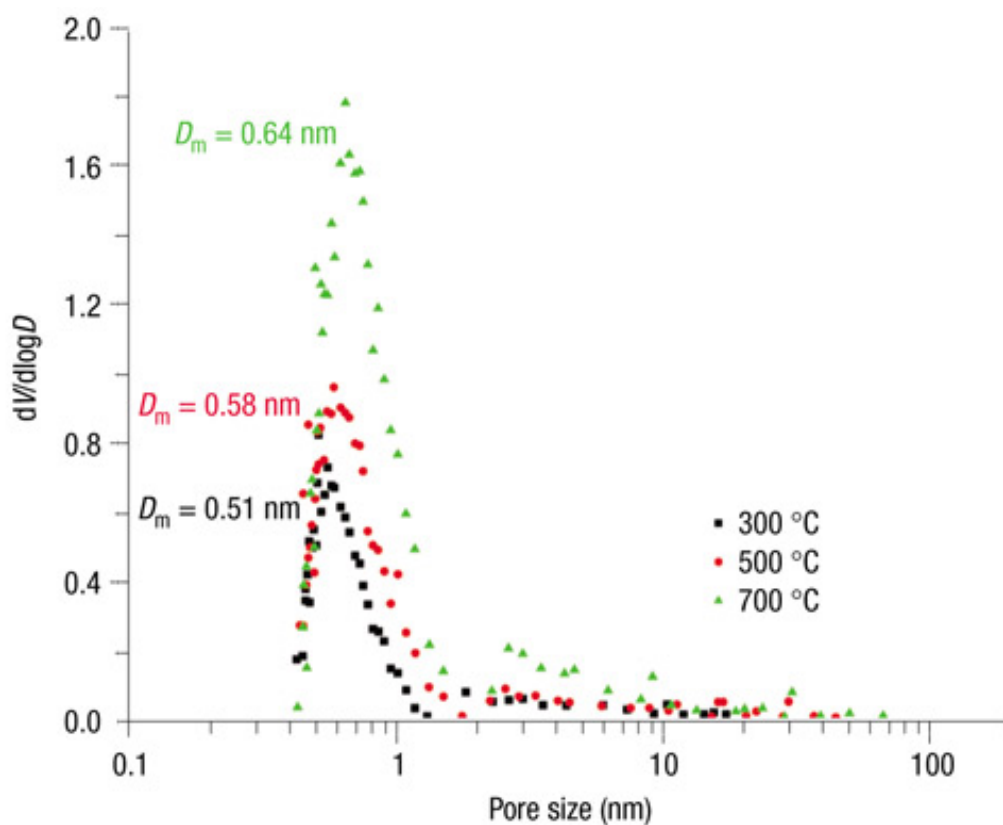 2.0
D_m = 0.64 nm
1.6
1.2
dV/dlogD
D_m = 0.58 nm
0.8
D_m = 0.51 nm
300 °C
500 °C
0.4
700 °C
0.0
0.1 1 10 100
Pore size (nm)